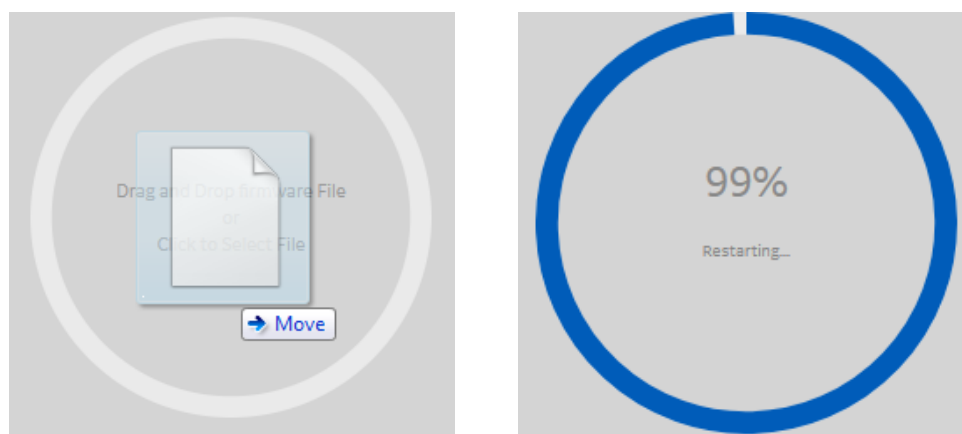 Drag and Drop firmware File
or
Click to Select File
Move
99%
Restarting...